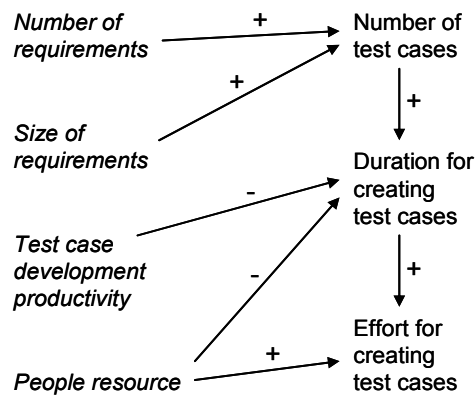 Number of
requirements
+
Number of
test cases
+
Size of
requirements
+
Duration for
creating
test cases
-
Test case
development
productivity
-
+
Effort for
creating
test cases
+
People resource